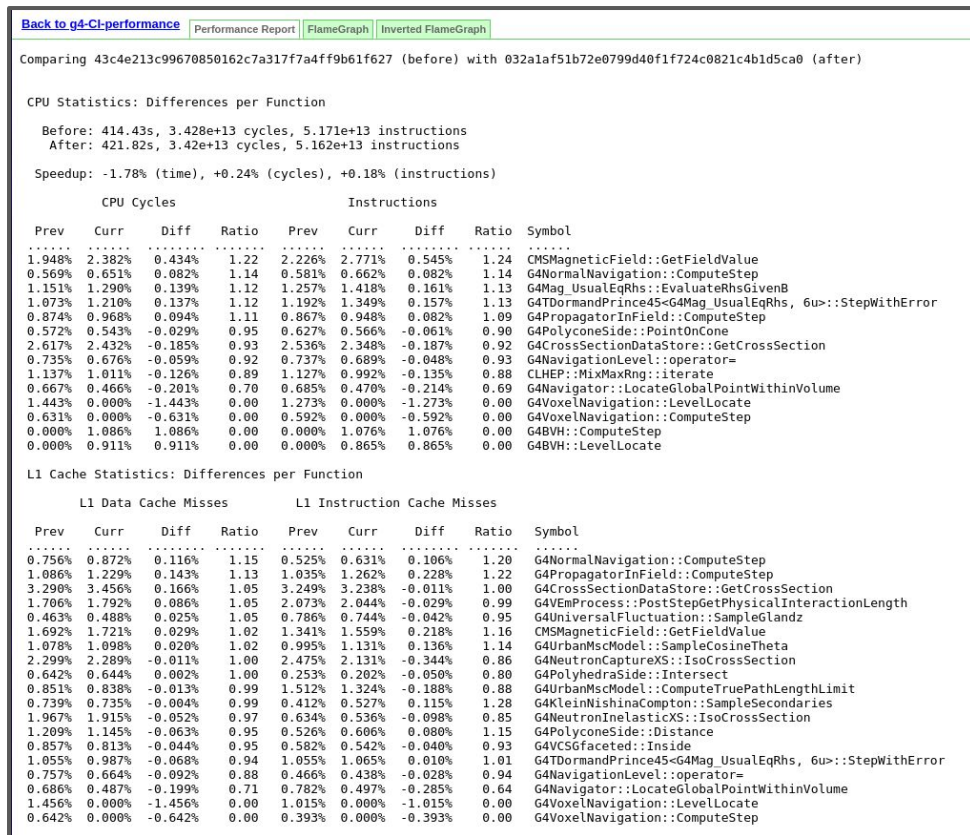 Back to g4-CI-performance Performance Report FlameGraph Inverted FlameGraph
Comparing 43c4e213c99670850162c7a317f7a4ff9b61f627 (before) with 032a1af51b72e0799d40f1f724c0821c4b1d5ca0 (after)
CPU Statistics: Differences per Function
Before: 414.43s, 3.428e+13 cycles, 5.171e+13 instructions
After: 421.82s, 3.42e+13 cycles, 5.162e+13 instructions
Speedup: -1.78% (time), +0.24% (cycles), +0.18% (instructions)
CPU Cycles Instructions
Prev Curr Diff Ratio Prev Curr Diff Ratio Symbol
...... ...... ........ ....... ...... ...... ........ ...... ......
1.948% 2.382% 0.434% 1.22 2.226% 2.771% 0.545% 1.24 CMSMagneticField::GetFieldValue
0.569% 0.651% 0.082% 1.14 0.581% 0.662% 0.082% 1.14 G4NormalNavigation::ComputeStep
1.151% 1.290% 0.139% 1.12 1.257% 1.418% 0.161% 1.13 G4Mag_UsualEqRhs::EvaluateRhsGivenB
1.073% 1.210% 0.137% 1.12 1.192% 1.349% 0.157% 1.13 G4TDormandPrince45<G4Mag_UsualEqRhs, 6u>::StepWithError
0.874% 0.968% 0.094% 1.11 0.867% 0.948% 0.082% 1.09 G4PropagatorInField::ComputeStep
0.572% 0.543% -0.029% 0.95 0.627% 0.566% -0.061% 0.90 G4PolyconeSide::PointOnCone
2.617% 2.432% -0.185% 0.93 2.536% 2.348% -0.187% 0.92 G4CrossSectionDataStore::GetCrossSection
0.735% 0.676% -0.059% 0.92 0.737% 0.689% -0.048% 0.93 G4NavigationLevel::operator=
1.137% 1.011% -0.126% 0.89 1.127% 0.992% -0.135% 0.88 CLHEP::MixMaxRng::iterate
0.667% 0.466% -0.201% 0.70 0.685% 0.470% -0.214% 0.69 G4Navigator::LocateGlobalPointWithinVolume
1.443% 0.000% -1.443% 0.00 1.273% 0.000% -1.273% 0.00 G4VoxelNavigation::LevelLocate
0.631% 0.000% -0.631% 0.00 0.592% 0.000% -0.592% 0.00 G4VoxelNavigation::ComputeStep
0.000% 1.086% 1.086% 0.00 0.000% 1.076% 1.076% 0.00 G4BVH::ComputeStep
0.000% 0.911% 0.911% 0.00 0.000% 0.865% 0.865% 0.00 G4BVH::LevelLocate
L1 Cache Statistics: Differences per Function
L1 Data Cache Misses L1 Instruction Cache Misses
Prev Curr Diff Ratio Prev Curr Diff Ratio Symbol
...... ...... ........ ....... ...... ...... ........ ....... ......
0.756% 0.872% 0.116% 1.15 0.525% 0.631% 0.106% 1.20 G4NormalNavigation::ComputeStep
1.086% 1.229% 0.143% 1.13 1.035% 1.262% 0.228% 1.22 G4PropagatorInField::ComputeStep
3.290% 3.456% 0.166% 1.05 3.249% 3.238% -0.011% 1.00 G4CrossSectionDataStore::GetCrossSection
1.706% 1.792% 0.086% 1.05 2.073% 2.044% -0.029% 0.99 G4VEmProcess::PostStepGetPhysicalInteractionLength
0.463% 0.488% 0.025% 1.05 0.786% 0.744% -0.042% 0.95 G4UniversalFluctuation::SampleGlandz
1.692% 1.721% 0.029% 1.02 1.341% 1.559% 0.218% 1.16 CMSMagneticField::GetFieldValue
1.078% 1.098% 0.020% 1.02 0.995% 1.131% 0.136% 1.14 G4UrbanMscModel::SampleCosineTheta
2.299% 2.289% -0.011% 1.00 2.475% 2.131% -0.344% 0.86 G4NeutronCaptureXS::IsoCrossSection
0.642% 0.644% 0.002% 1.00 0.253% 0.202% -0.050% 0.80 G4PolyhedraSide::Intersect
0.851% 0.838% -0.013% 0.99 1.512% 1.324% -0.188% 0.88 G4UrbanMscModel::ComputeTruePathLengthLimit
0.739% 0.735% -0.004% 0.99 0.412% 0.527% 0.115% 1.28 G4KleinNishinaCompton::SampleSecondaries
1.967% 1.915% -0.052% 0.97 0.634% 0.536% -0.098% 0.85 G4NeutronInelasticXS::IsoCrossSection
1.209% 1.145% -0.063% 0.95 0.526% 0.606% 0.080% 1.15 G4PolyconeSide::Distance
0.857% 0.813% -0.044% 0.95 0.582% 0.542% -0.040% 0.93 G4VCSGfaceted::Inside
1.055% 0.987% -0.068% 0.94 1.055% 1.065% 0.010% 1.01 G4TDormandPrince45<G4Mag_UsualEqRhs, 6u>::StepWithError
0.757% 0.664% -0.092% 0.88 0.466% 0.438% -0.028% 0.94 G4NavigationLevel::operator=
0.686% 0.487% -0.199% 0.71 0.782% 0.497% -0.285% 0.64 G4Navigator::LocateGlobalPointWithinVolume
1.456% 0.000% -1.456% 0.00 1.015% 0.000% -1.015% 0.00 G4VoxelNavigation::LevelLocate
0.642% 0.000% -0.642% 0.00 0.393% 0.000% -0.393% 0.00 G4VoxelNavigation::ComputeStep